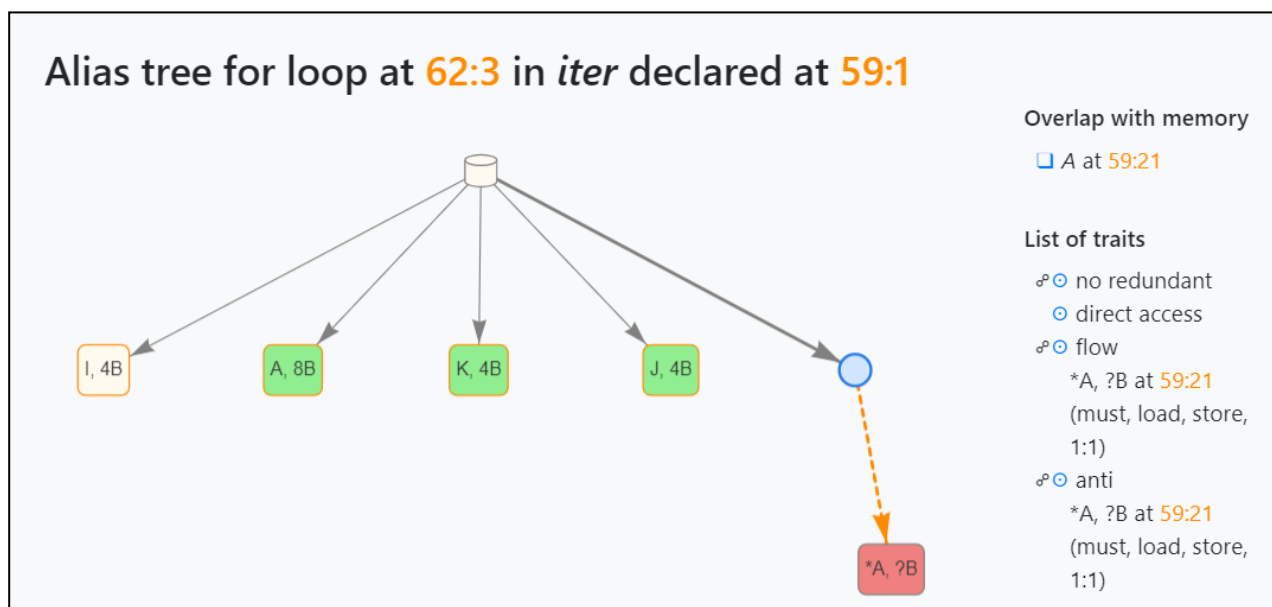 Alias tree for loop at 62:3 in iter declared at 59:1
Overlap with memory
A at 59:21
List of traits
no redundant
direct access
flow
*A, ?B at 59:21
(must, load, store,
1:1)
anti
*A, ?B at 59:21
(must, load, store,
1:1)
I, 4B
A, 8B
K, 4B
J, 4B
*A, ?B